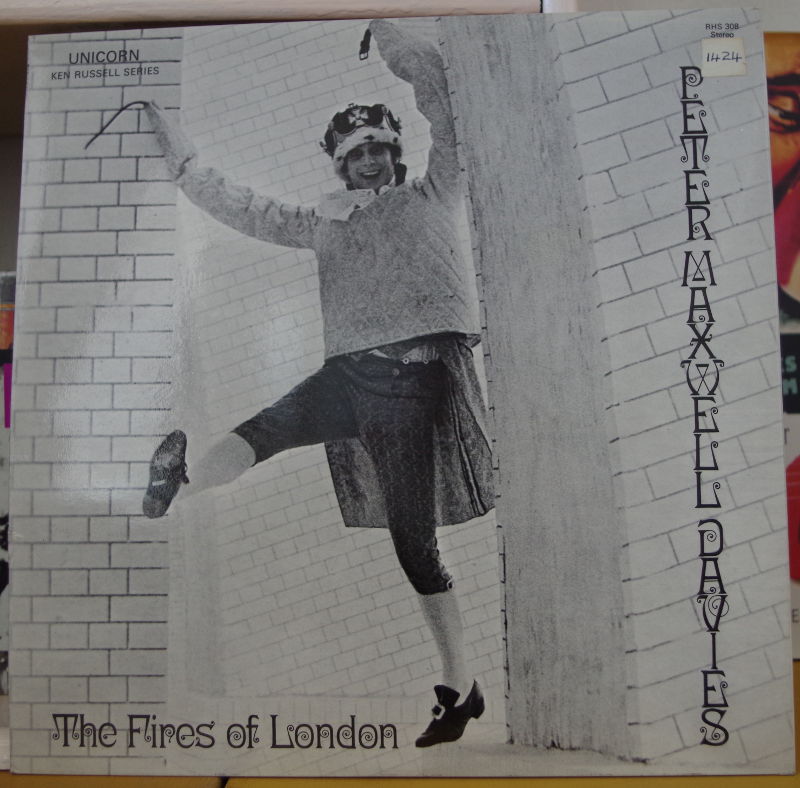 UNICORN
KEN RUSSELL SERIES
RHS 308
Stereo
1424
PETER MAXWELL DAVIES
The Fires of London